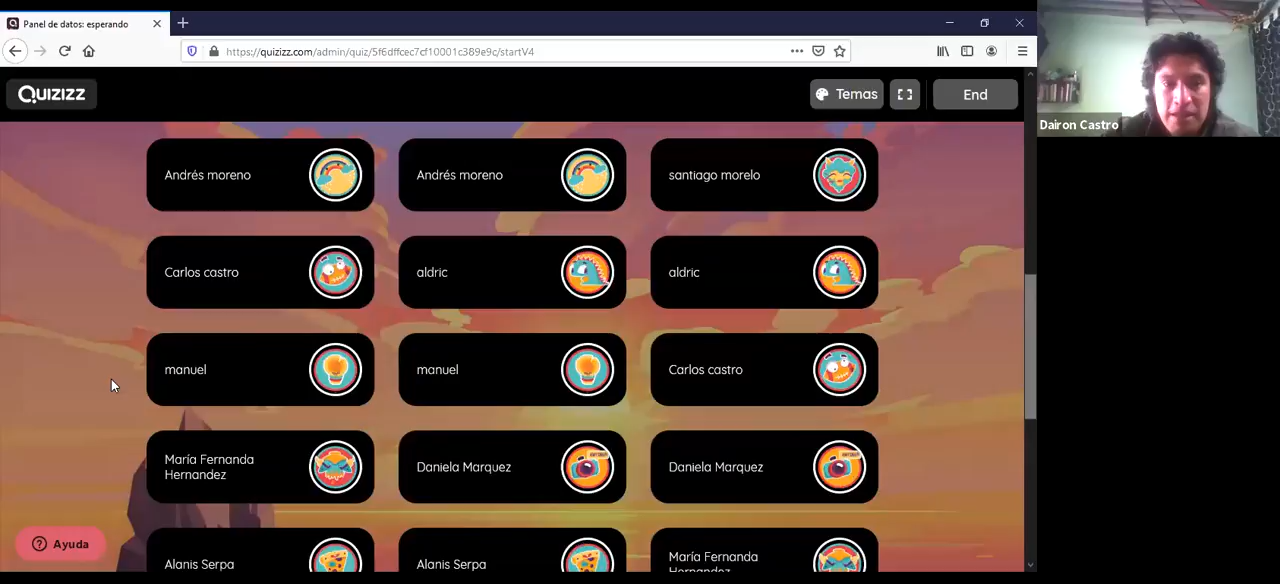 Panel de datos: esperando
https://quizizz.com/admin/quiz/5f6dffcec7cf10001c389e9c/startV4
QUIZIZZ
Temas
End
Dairon Castro
Andrés moreno
Andrés moreno
santiago morelo
Carlos castro
aldric
aldric
manuel
manuel
Carlos castro
María Fernanda
Hernandez
Daniela Marquez
Daniela Marquez
Alanis Serpa
Alanis Serpa
María Fernanda
Hernandez
Ayuda